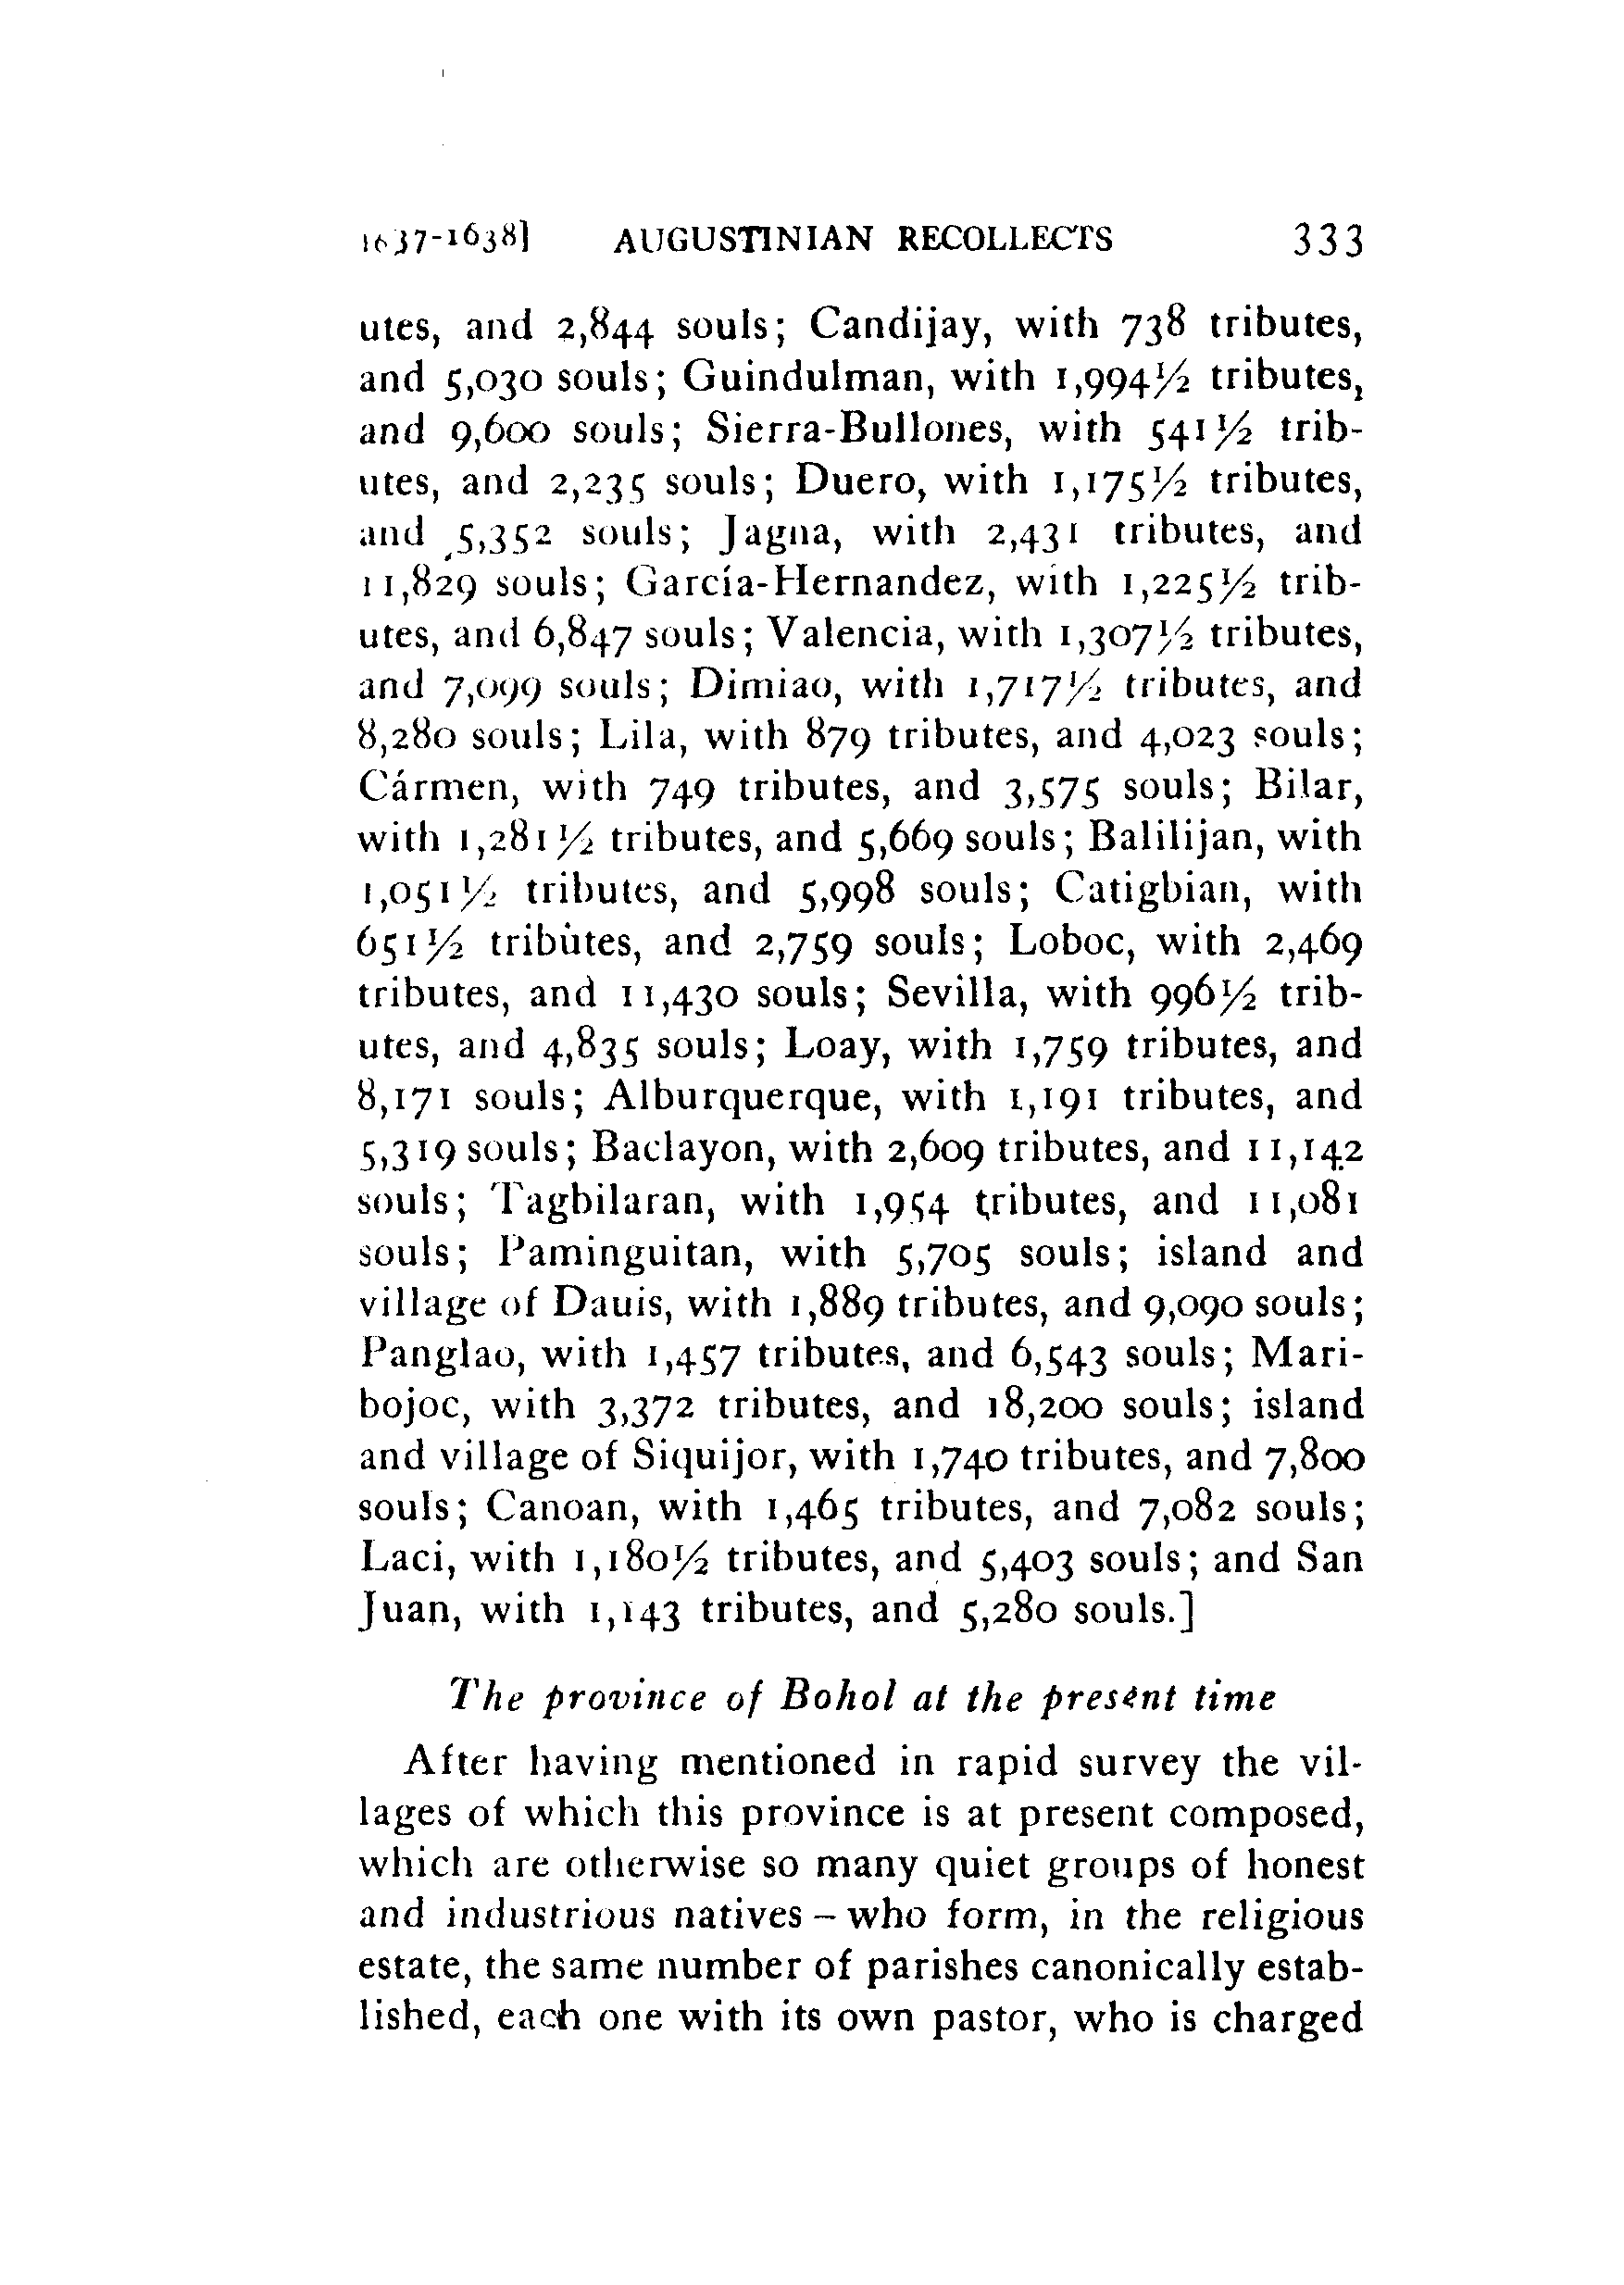 1637-1638] AUGUSTINIAN RECOLLECTS 333
utes, and 2,844 souls; Candijay, with 738 tributes,
and 5,030 souls; Guindulman, with 1,994½ tributes,
and 9,600 souls; Sierra-Bullones, with 541½ trib-
utes, and 2,235 souls; Duero, with 1,175½ tributes,
and 5,352 souls; Jagna, with 2,431 tributes, and
11,829 souls; García-Hernandez, with 1,225½ trib-
utes, and 6,847 souls; Valencia, with 1,307½ tributes,
and 7,099 souls; Dimiao, with 1,717½ tributes, and
8,280 souls; Lila, with 879 tributes, and 4,023 souls;
Cármen, with 749 tributes, and 3,575 souls; Bilar,
with 1,281½ tributes, and 5,669 souls; Balilijan, with
1,051½ tributes, and 5,998 souls; Catigbian, with
651½ tributes, and 2,759 souls; Loboc, with 2,469
tributes, and 11,430 souls; Sevilla, with 996½ trib-
utes, and 4,835 souls; Loay, with 1,759 tributes, and
8,171 souls; Alburquerque, with 1,191 tributes, and
5,319 souls; Baclayon, with 2,609 tributes, and 11,142
souls; Tagbilaran, with 1,954 tributes, and 11,081
souls; Paminguitan, with 5,705 souls; island and
village of Dauis, with 1,889 tributes, and 9,090 souls;
Panglao, with 1,457 tributes, and 6,543 souls; Mari-
bojoc, with 3,372 tributes, and 18,200 souls; island
and village of Siquijor, with 1,740 tributes, and 7,800
souls; Canoan, with 1,465 tributes, and 7,082 souls;
Laci, with 1,180½ tributes, and 5,403 souls; and San
Juan, with 1,143 tributes, and 5,280 souls.]
The province of Bohol at the present time
After having mentioned in rapid survey the vil-
lages of which this province is at present composed,
which are otherwise so many quiet groups of honest
and industrious natives – who form, in the religious
estate, the same number of parishes canonically estab-
lished, each one with its own pastor, who is charged